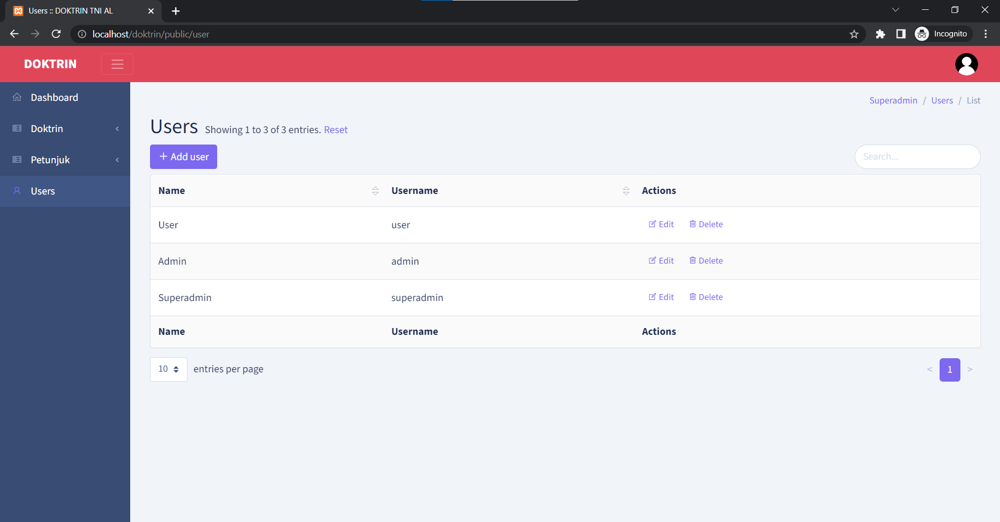 Users :: DOKTRIN TNI AL
localhost/doktrin/public/user
Incognito
DOKTRIN
Dashboard
Doktrin
Petunjuk
Users
Superadmin / Users / List
Users Showing 1 to 3 of 3 entries. Reset
+ Add user
Search...
Name Username Actions
User user Edit Delete
Admin admin Edit Delete
Superadmin superadmin Edit Delete
Name Username Actions
10 entries per page
< 1 >